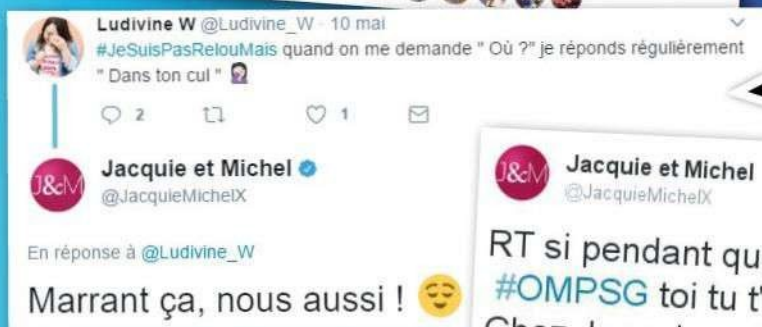 Ludivine W @Ludivine_W · 10 mai
#JeSuisPasRelouMais quand on me demande " Où ?" je réponds régulièrement
" Dans ton cul "
2 1
J&M
Jacquie et Michel
@JacquieMichelX
En réponse à @Ludivine_W
Marrant ça, nous aussi !
J&M
Jacquie et Michel
@JacquieMichelX
RT si pendant qu
#OMPSG toi tu t'